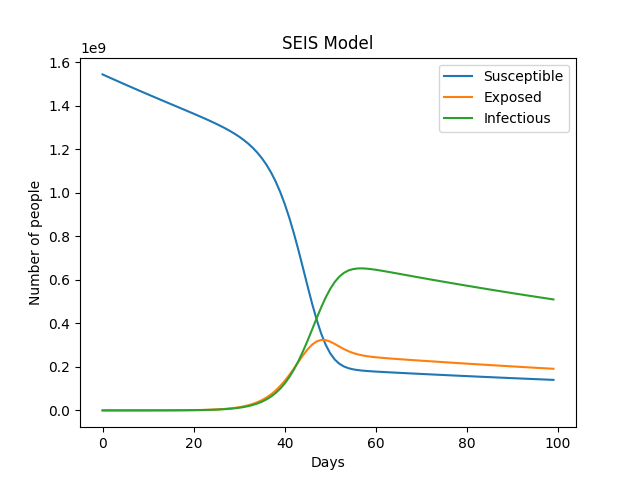 SEIS Model
1e9
1.6
1.4
1.2
1.0
0.8
0.6
0.4
0.2
0.0
Number of people
Susceptible
Exposed
Infectious
0 20 40 60 80 100
Days